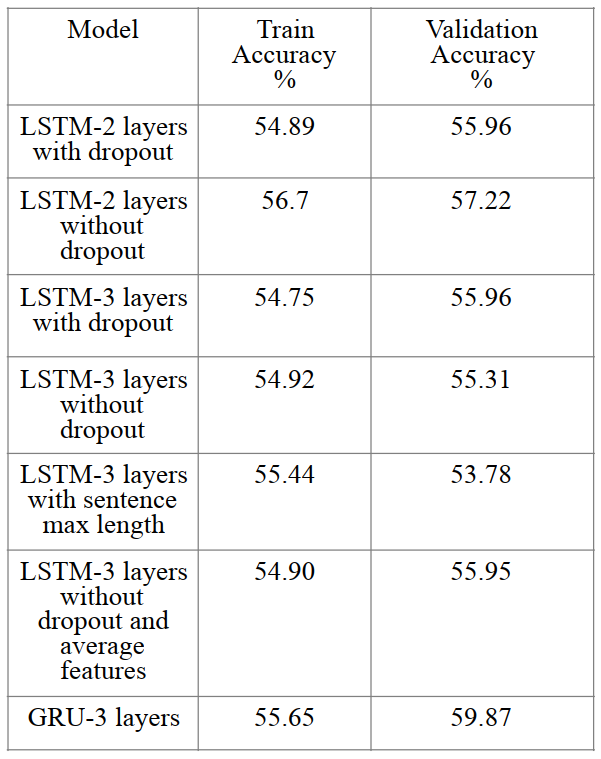 Model
Train
Accuracy
%
Validation
Accuracy
%
LSTM-2 layers
with dropout
54.89
55.96
LSTM-2 layers
without
dropout
56.7
57.22
LSTM-3 layers
with dropout
54.75
55.96
LSTM-3 layers
without
dropout
54.92
55.31
LSTM-3 layers
with sentence
max length
55.44
53.78
LSTM-3 layers
without
dropout and
average
features
54.90
55.95
GRU-3 layers
55.65
59.87